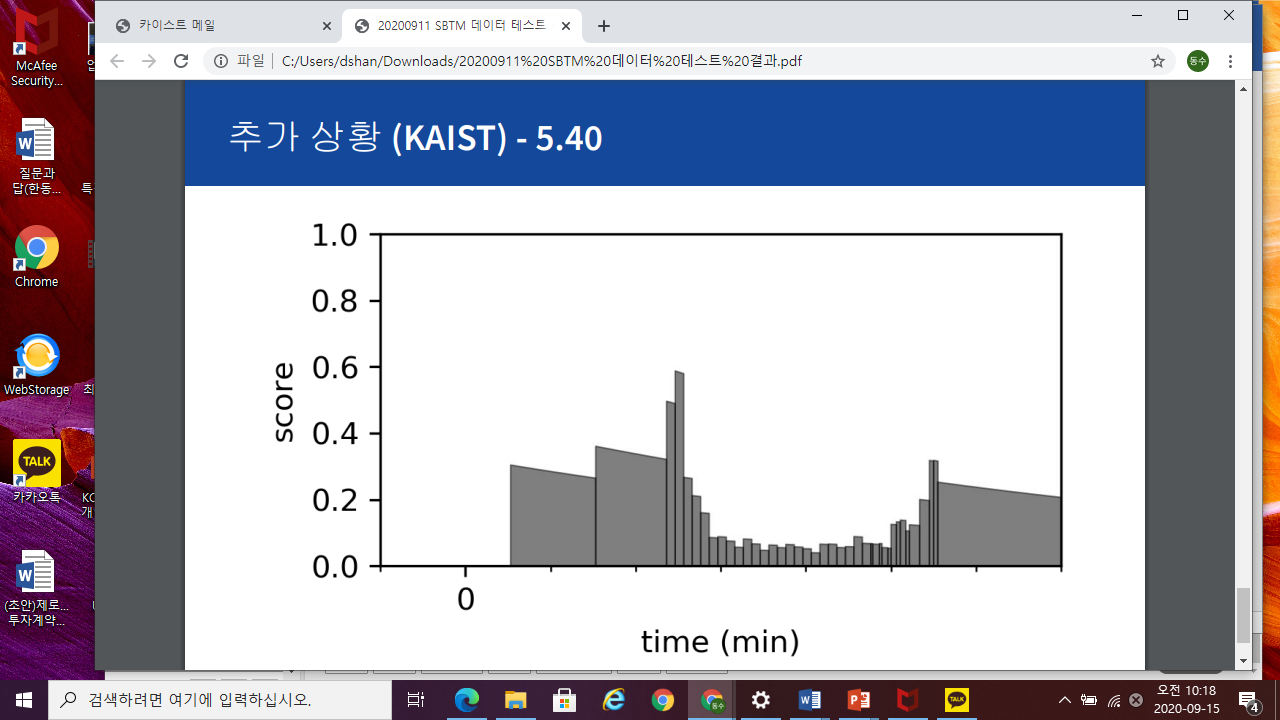 McAfee
Security...
질문과
답(한동...
Chrome
WebStorage
TALK
카카오톡
(초안)제로...
투자계약...
카이스트 메일
20200911 SBTM 데이터 테스트
파일
C:/Users/dshan/Downloads/20200911%20SBTM%20데이터%20테스트%20결과.pdf
동수
추가 상황 (KAIST) - 5.40
1.0
0.8
0.6
0.4
0.2
0.0
score
0
time (min)
검색하려면 여기에 입력하십시오.
동수
TALK
오전 10:18
2020-09-15
4